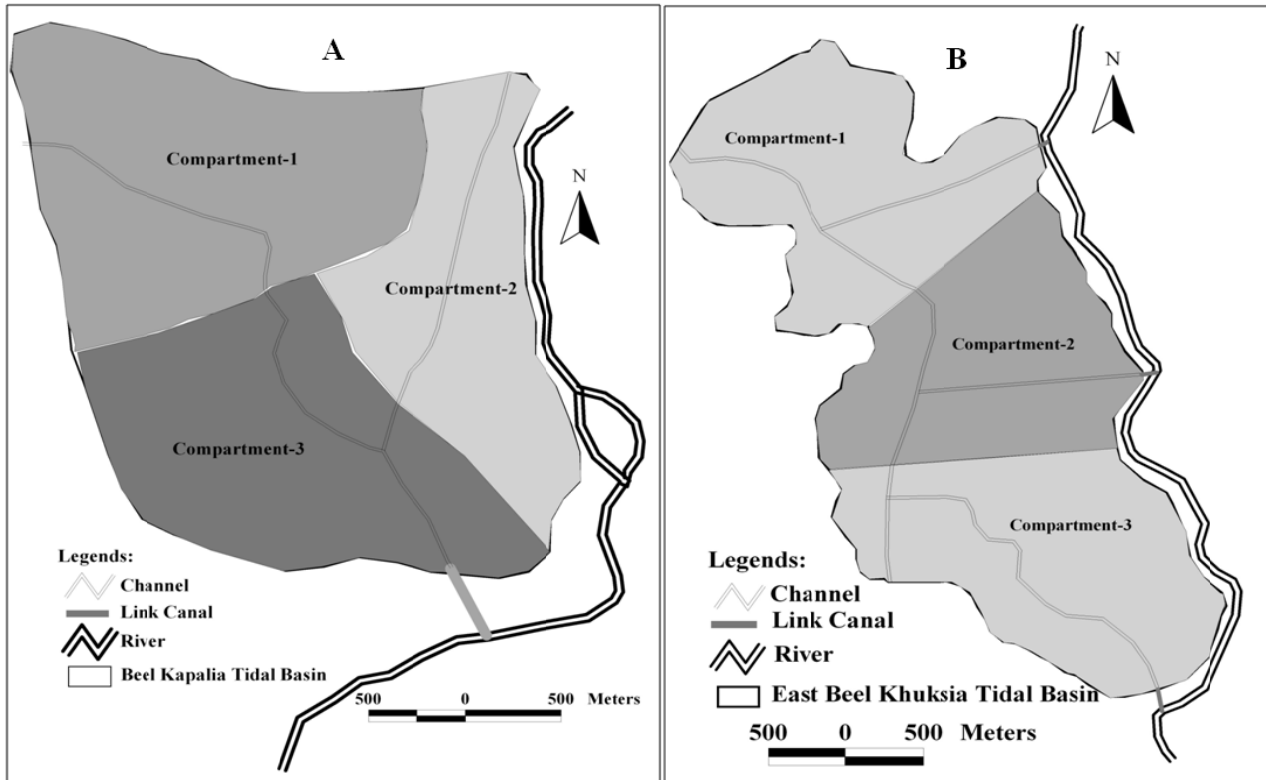 A
N
Compartment-1
Compartment-2
Compartment-3
Legends:
Channel
Link Canal
River
Beel Kapalia Tidal Basin
500 0 500 Meters
B
N
Compartment-1
Compartment-2
Compartment-3
Legends:
Channel
Link Canal
River
East Beel Khuksia Tidal Basin
500 0 500 Meters